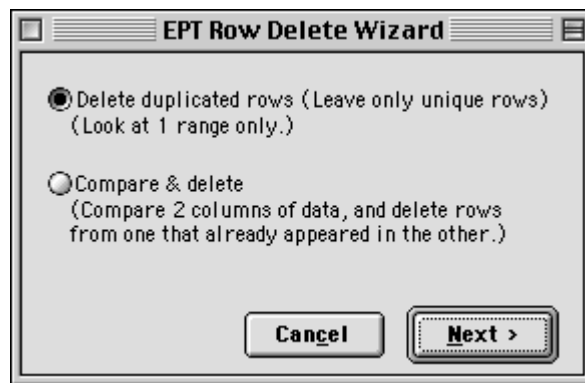 EPT Row Delete Wizard
Delete duplicated rows (Leave only unique rows)
(Look at 1 range only.)
Compare & delete
(Compare 2 columns of data, and delete rows
from one that already appeared in the other.)
Cancel
Next >